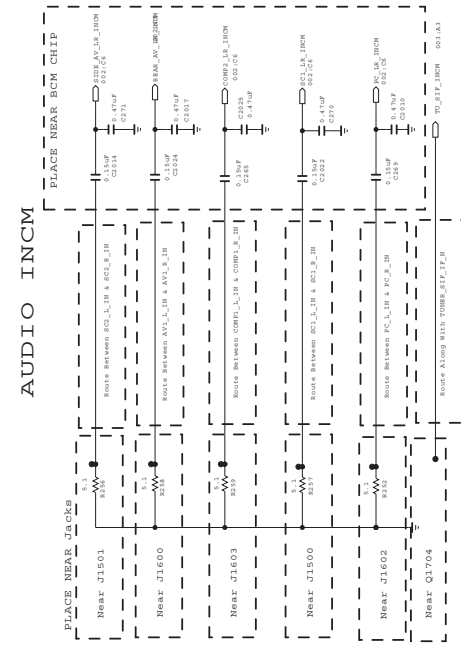 AUDIO INCM
PLACE NEAR Jacks
PLACE NEAR BCM CHIP
Near J1501
5.1
R256
Route Between SC2_L_IN & SC2_R_IN
0.15uF
C2014
0.47uF
C271
SIDE_AV_LR_INCM
002:C6
Near J1600
5.1
R258
Route Between AV1_L_IN & AV1_R_IN
0.15uF
C2024
0.47uF
C2017
REAR_AV_LR_INCM
Near J1603
5.1
R259
Route Between COMP1_L_IN & COMP1_R_IN
0.15uF
C265
C2025
0.47uF
COMP2_LR_INCM
002:C6
Near J1500
5.1
R257
Route Between SC1_L_IN & SC1_R_IN
0.15uF
C2022
0.47uF
C270
SC1_LR_INCM
002:C6
Near J1602
5.1
R252
Route Between PC_L_IN & PC_R_IN
0.15uF
C269
0.47uF
C2010
PC_LR_INCM
002:C6
Near Q1704
Route Along With TUNER_SIF_IF_N
TU_SIF_INCM
003:A3